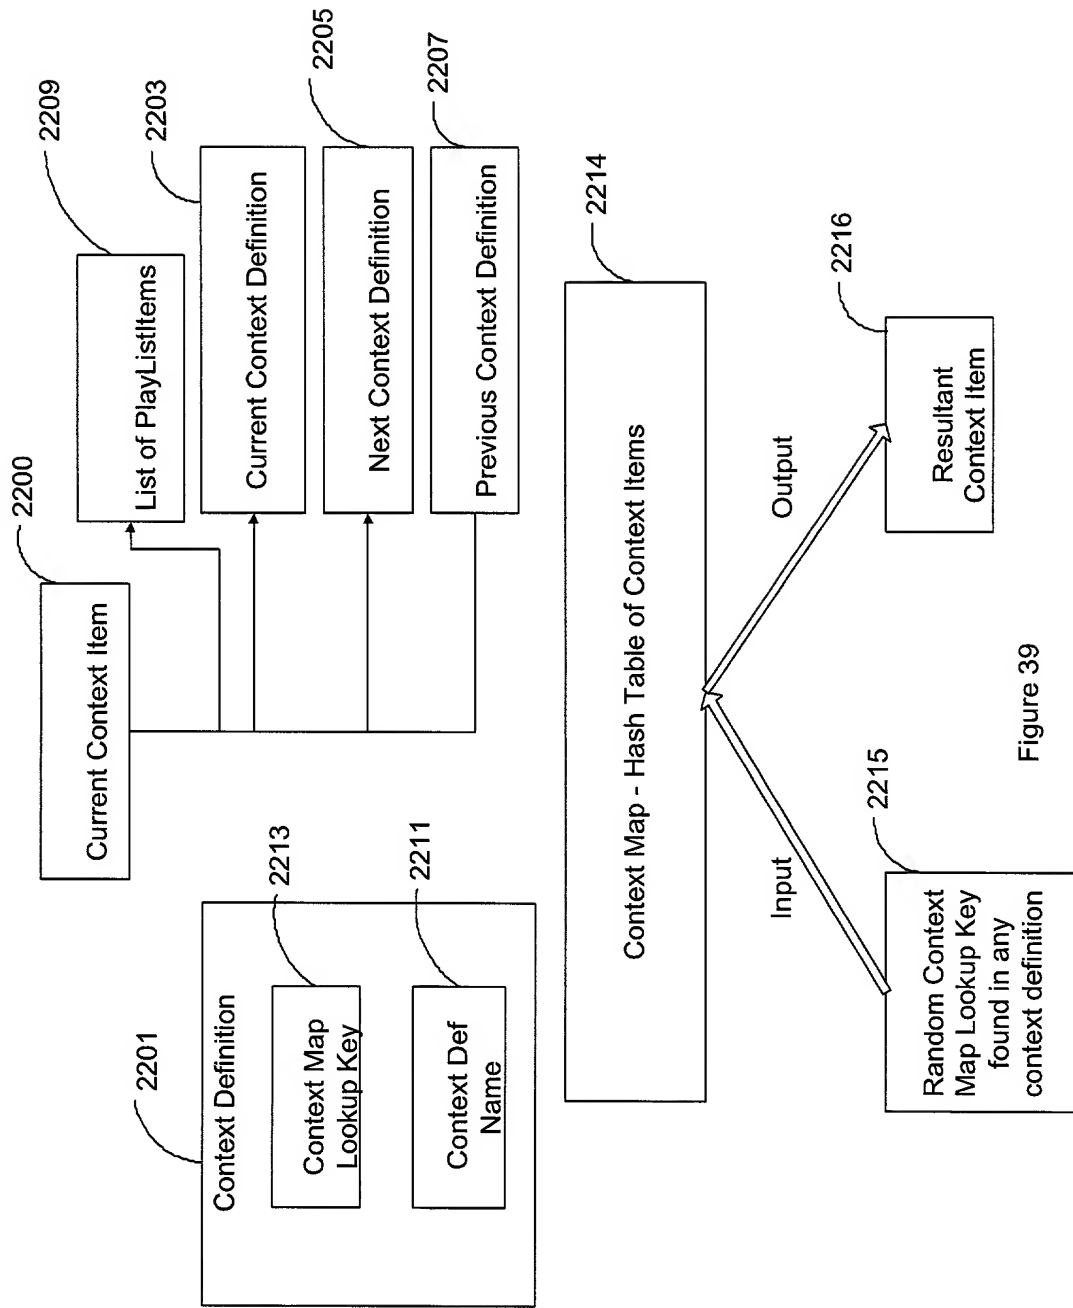 2200
Current Context Item
2209
List of PlayListItems
2203
Current Context Definition
2205
Next Context Definition
2207
Previous Context Definition
2201
Context Definition
2213
Context Map
Lookup Key
2211
Context Def
Name
2214
Context Map - Hash Table of Context Items
Input
Output
2215
Random Context
Map Lookup Key
found in any
context definition
2216
Resultant
Context Item
Figure 39